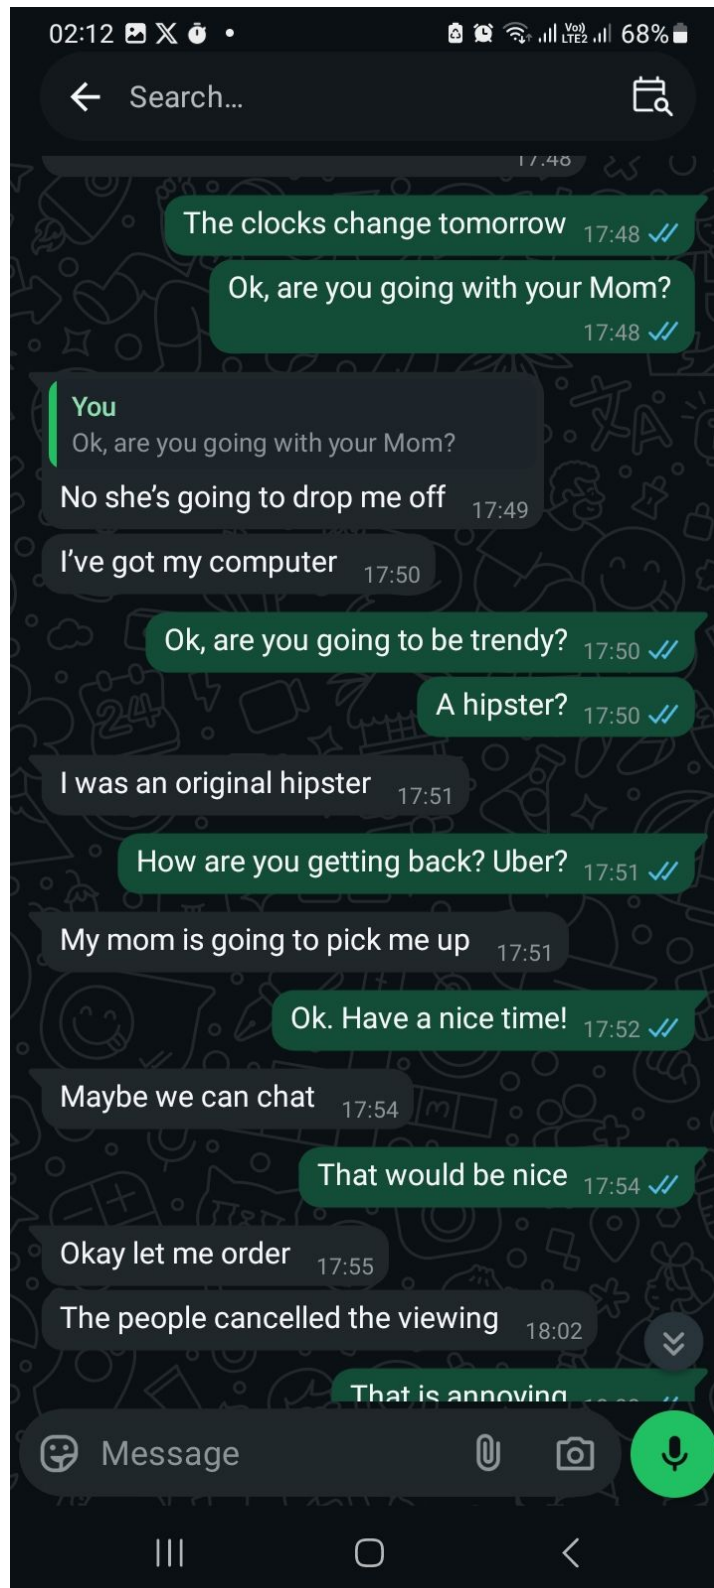 02:12 68%
Search…
17:48
The clocks change tomorrow 17:48
Ok, are you going with your Mom?
17:48
You
Ok, are you going with your Mom?
No she’s going to drop me off 17:49
I’ve got my computer 17:50
Ok, are you going to be trendy? 17:50
A hipster? 17:50
I was an original hipster 17:51
How are you getting back? Uber? 17:51
My mom is going to pick me up 17:51
Ok. Have a nice time! 17:52
Maybe we can chat 17:54
That would be nice 17:54
Okay let me order 17:55
The people cancelled the viewing 18:02
That is annoying
Message